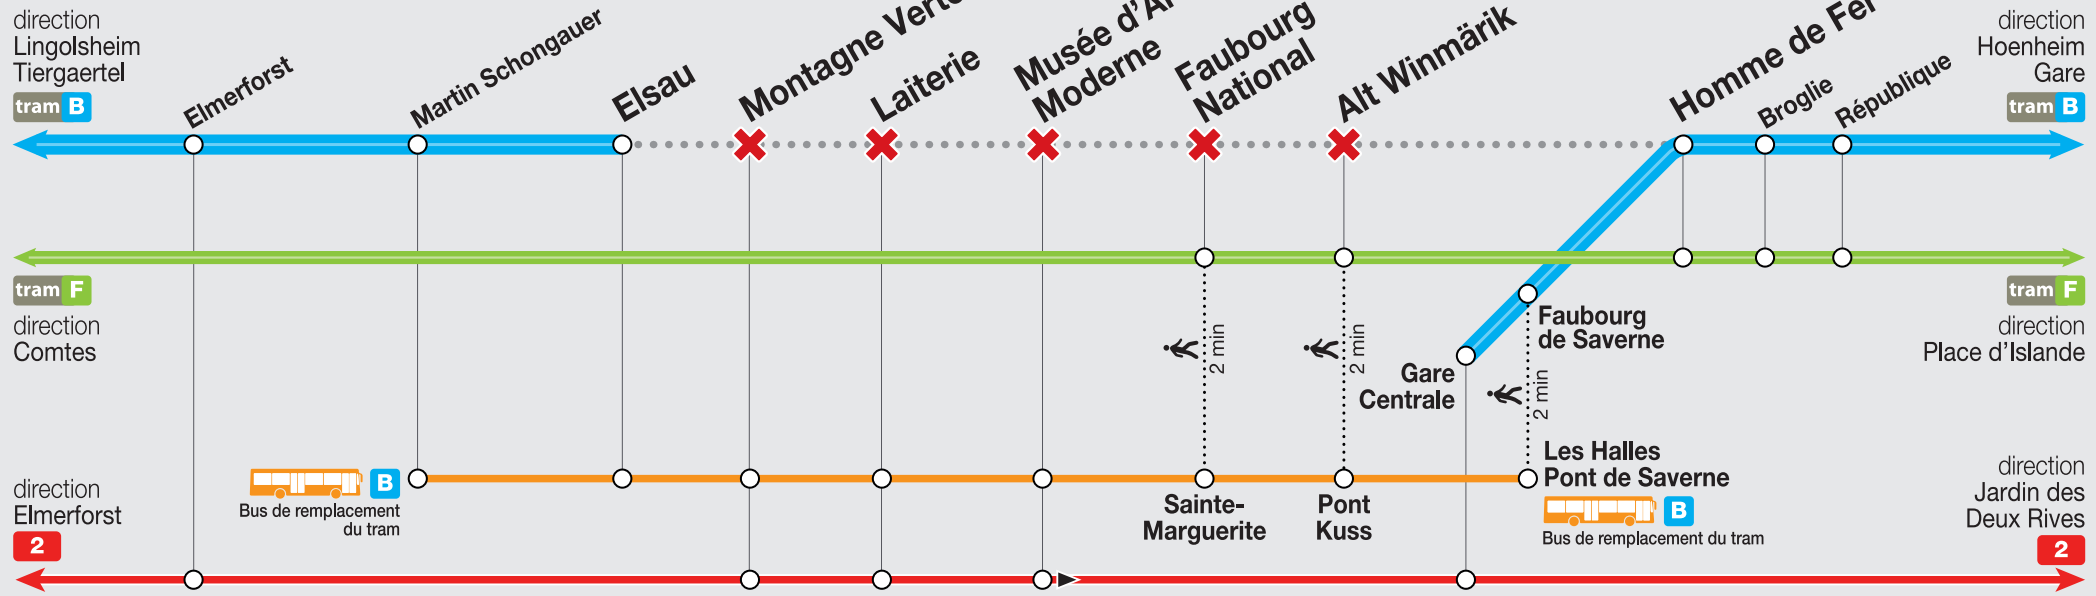 direction
Lingolsheim
Tiergaertel
tram B
Elmerforst
Martin Schongauer
Elsau
Montagne
Laiterie
Musée
Moderne
Faubourg
National
Alt Winmärik
Homme de
Broglie
République
direction
Hoenheim
Gare
tram B
tram F
direction
Comtes
tram F
direction
Place d'Islande
2 min
2 min
Faubourg
de Saverne
Gare
Centrale
2 min
Les Halles
Pont de Saverne
B
Bus de remplacement du tram
B
Bus de remplacement
du tram
Sainte-
Marguerite
Pont
Kuss
direction
Elmerforst
2
direction
Jardin des
Deux Rives
2